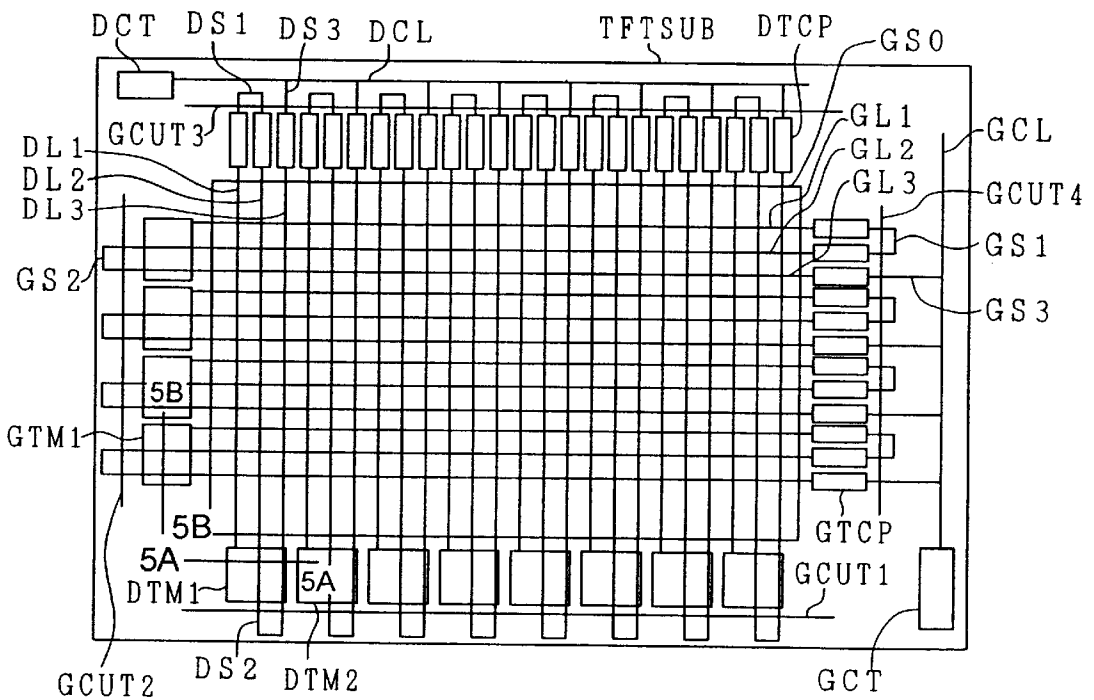 DCT
DS1
DS3
DCL
TFTSUB
DTCP
GS0
GCUT3
GL1
GCL
DL1
GL2
DL2
GL3
DL3
GCUT4
GS2
GS1
GS3
5B
GTM1
5B
GTCP
5A
5A
DTM1
GCUT1
DS2
DTM2
GCUT2
GCT